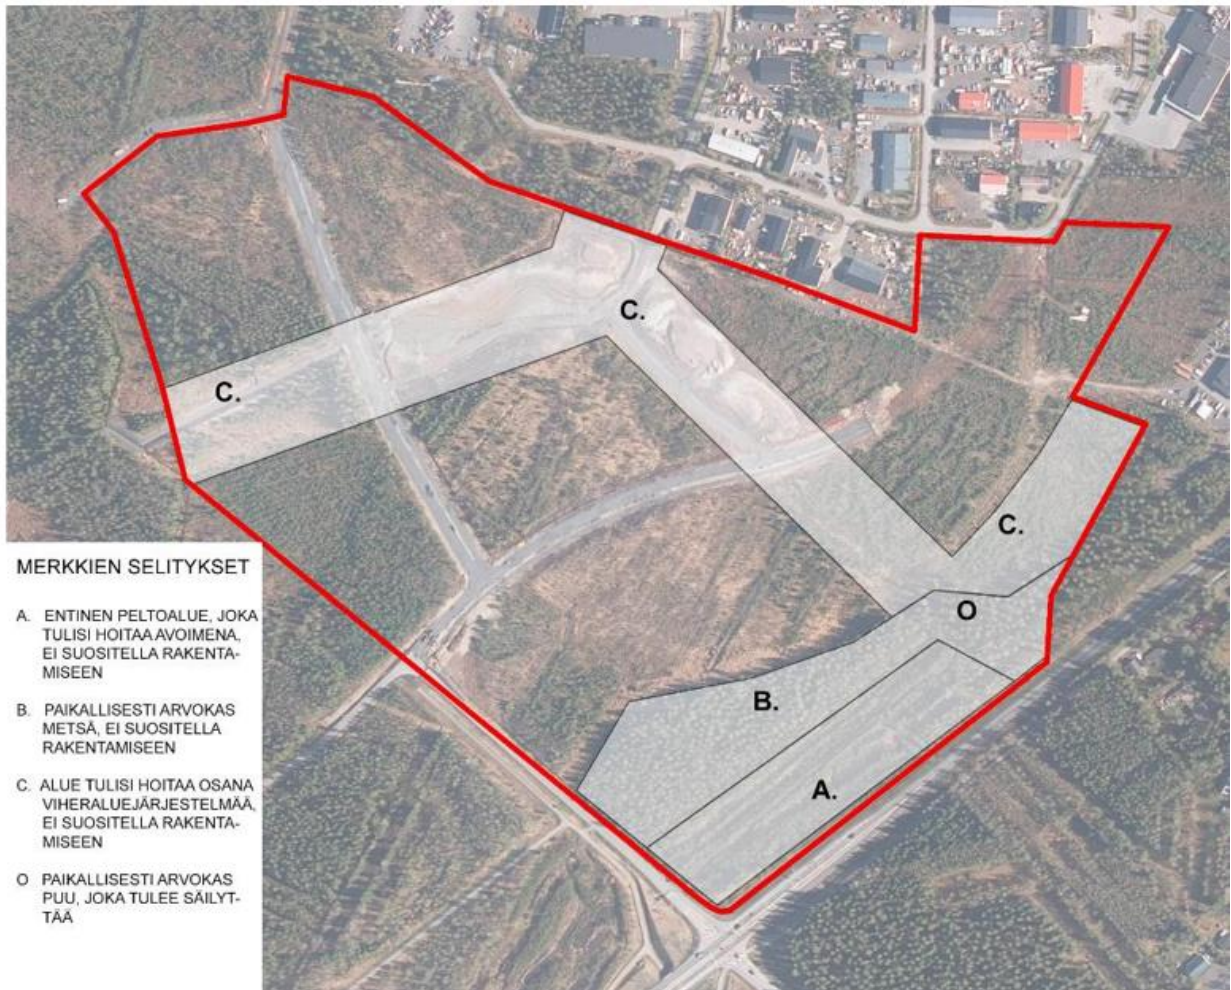 C.
C.
C.
O
B.
A.
MERKKIEN SELITYKSET
A. ENTINEN PELTOALUE, JOKA
TULISI HOITAA AVOIMENA,
EI SUOSITELLA RAKENTA-
MISEEN
B. PAIKALLISESTI ARVOKAS
METSÄ, EI SUOSITELLA
RAKENTAMISEEN
C. ALUE TULISI HOITAA OSANA
VIHERALUEJÄRJESTELMÄÄ,
EI SUOSITELLA RAKENTA-
MISEEN
O PAIKALLISESTI ARVOKAS
PUU, JOKA TULEE SÄILYT-
TÄÄ